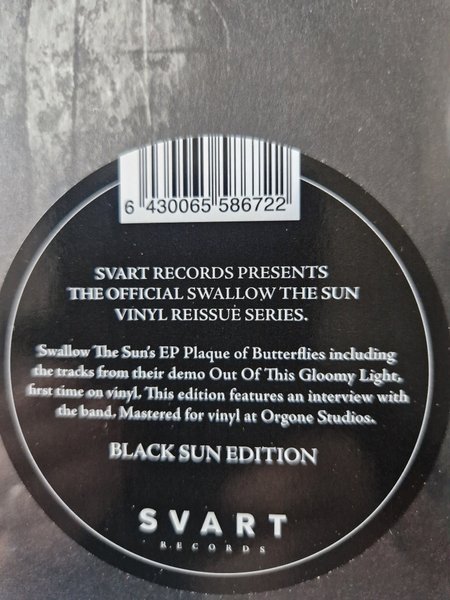 6 430065 586722
SVART RECORDS PRESENTS
THE OFFICIAL SWALLOW THE SUN
VINYL REISSUE SERIES.
Swallow The Sun's EP Plaque of Butterflies including
the tracks from their demo Out Of This Gloomy Light,
first time on vinyl. This edition features an interview with
the band. Mastered for vinyl at Orgone Studios.
BLACK SUN EDITION
SVART
RECORDS